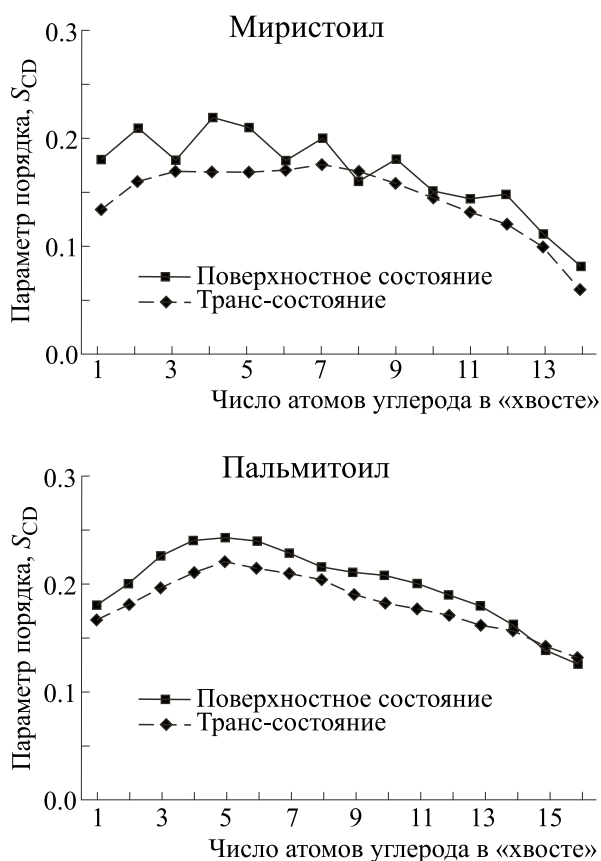 Миристоил
Параметр порядка, S_CD
0.3
0.2
0.1
0.0
Поверхностное состояние
Транс-состояние
1 3 5 7 9 11 13
Число атомов углерода в «хвосте»
Пальмитоил
Параметр порядка, S_CD
0.3
0.2
0.1
0.0
Поверхностное состояние
Транс-состояние
1 3 5 7 9 11 13 15
Число атомов углерода в «хвосте»